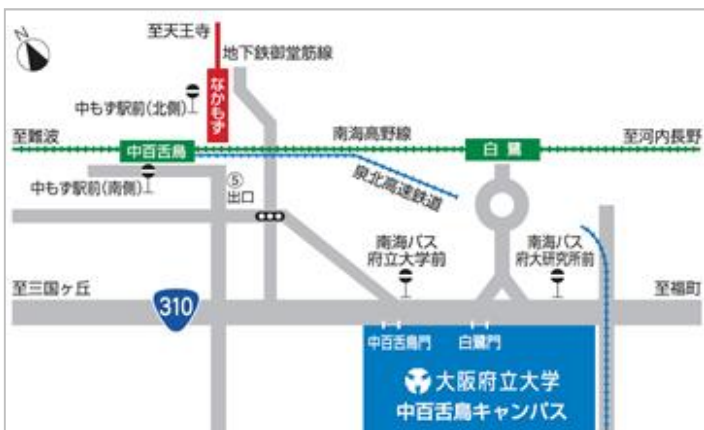 N
至天王寺
地下鉄御堂筋線
なかもず
中もず駅前(北側)
至難波
南海高野線
至河内長野
中百舌鳥
白鷺
泉北高速鉄道
中もず駅前(南側)
⑤
出口
南海バス
府立大学前
南海バス
府大研究所前
至三国ヶ丘
310
至福町
中百舌鳥門
白鷺門
大阪府立大学
中百舌鳥キャンパス